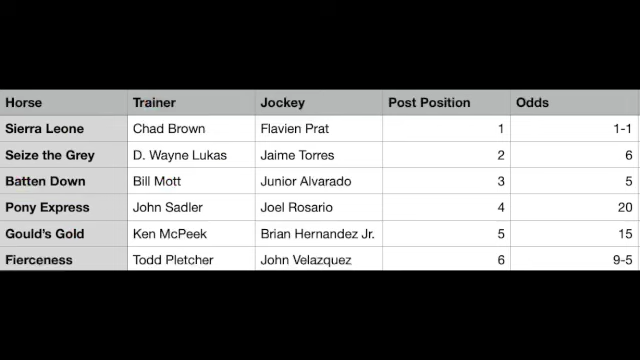 Horse Trainer Jockey Post Position Odds
Sierra Leone Chad Brown Flavien Prat 1 1-1
Seize the Grey D. Wayne Lukas Jaime Torres 2 6
Batten Down Bill Mott Junior Alvarado 3 5
Pony Express John Sadler Joel Rosario 4 20
Gould's Gold Ken McPeek Brian Hernandez Jr. 5 15
Fierceness Todd Pletcher John Velazquez 6 9-5